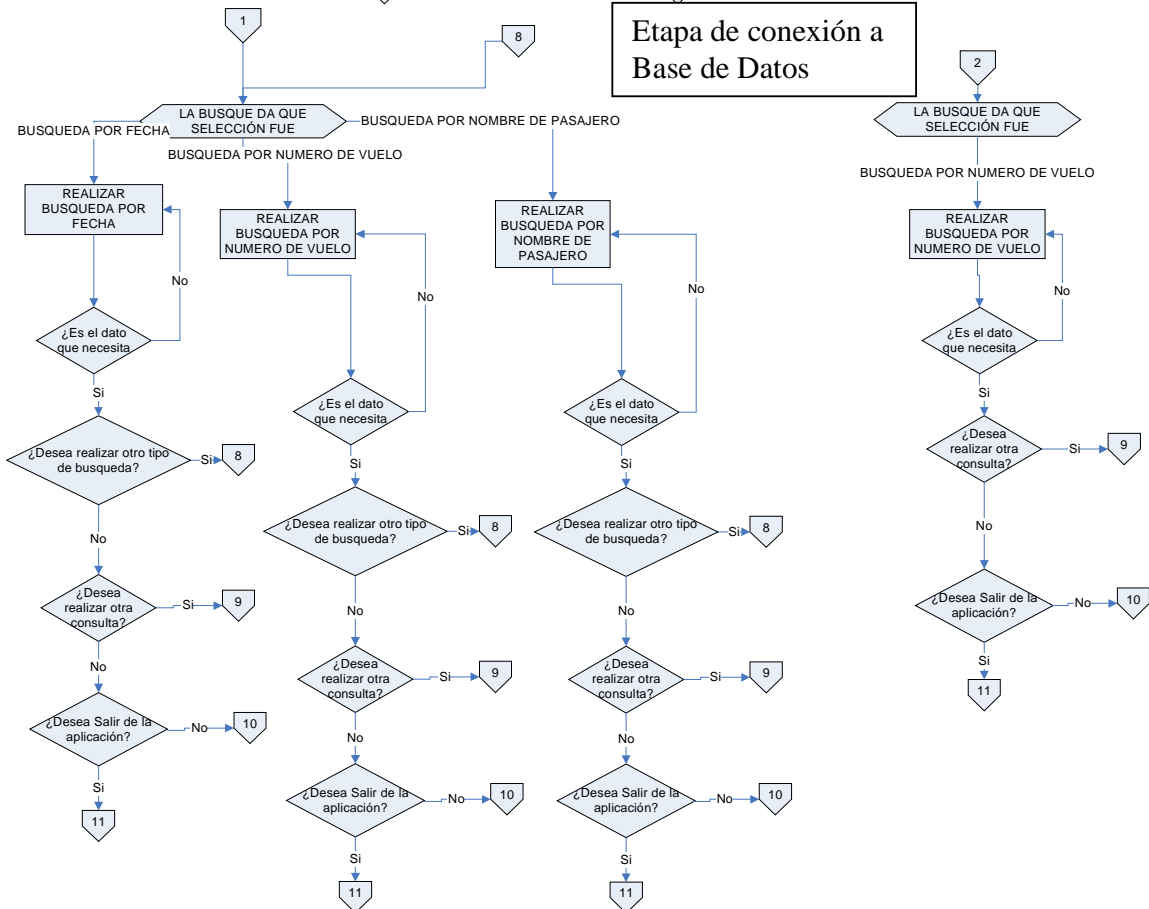 1
8
Etapa de conexión a
Base de Datos
2
LA BUSQUE DA QUE
SELECCIÓN FUE
BUSQUEDA POR FECHA
BUSQUEDA POR NOMBRE DE PASAJERO
BUSQUEDA POR NUMERO DE VUELO
LA BUSQUE DA QUE
SELECCIÓN FUE
BUSQUEDA POR NUMERO DE VUELO
REALIZAR
BUSQUEDA POR
FECHA
No
¿Es el dato
que necesita
Si
¿Desea realizar otro tipo
de busqueda?
Si
8
No
¿Desea
realizar otra
consulta?
Si
9
No
¿Desea Salir de la
aplicación?
No
10
Si
11
REALIZAR
BUSQUEDA POR
NUMERO DE VUELO
No
¿Es el dato
que necesita
Si
¿Desea realizar otro tipo
de busqueda?
Si
8
No
¿Desea
realizar otra
consulta?
Si
9
No
¿Desea Salir de la
aplicación?
No
10
Si
11
REALIZAR
BUSQUEDA POR
NOMBRE DE
PASAJERO
No
¿Es el dato
que necesita
Si
¿Desea realizar otro tipo
de busqueda?
Si
8
No
¿Desea
realizar otra
consulta?
Si
9
No
¿Desea Salir de la
aplicación?
No
10
Si
11
REALIZAR
BUSQUEDA POR
NUMERO DE VUELO
No
¿Es el dato
que necesita
Si
¿Desea
realizar otra
consulta?
Si
9
No
¿Desea Salir de la
aplicación?
No
10
Si
11